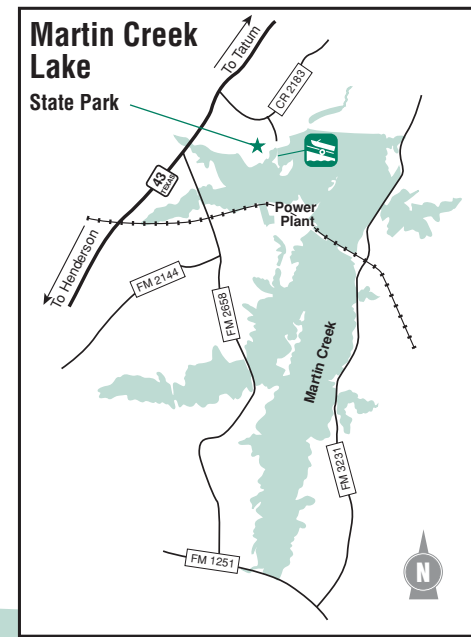 Martin Creek
Lake
State Park
To Tatum
CR 2183
43
TEXAS
Power
Plant
To Henderson
FM 2144
FM 2658
Martin Creek
FM 3231
FM 1251
N